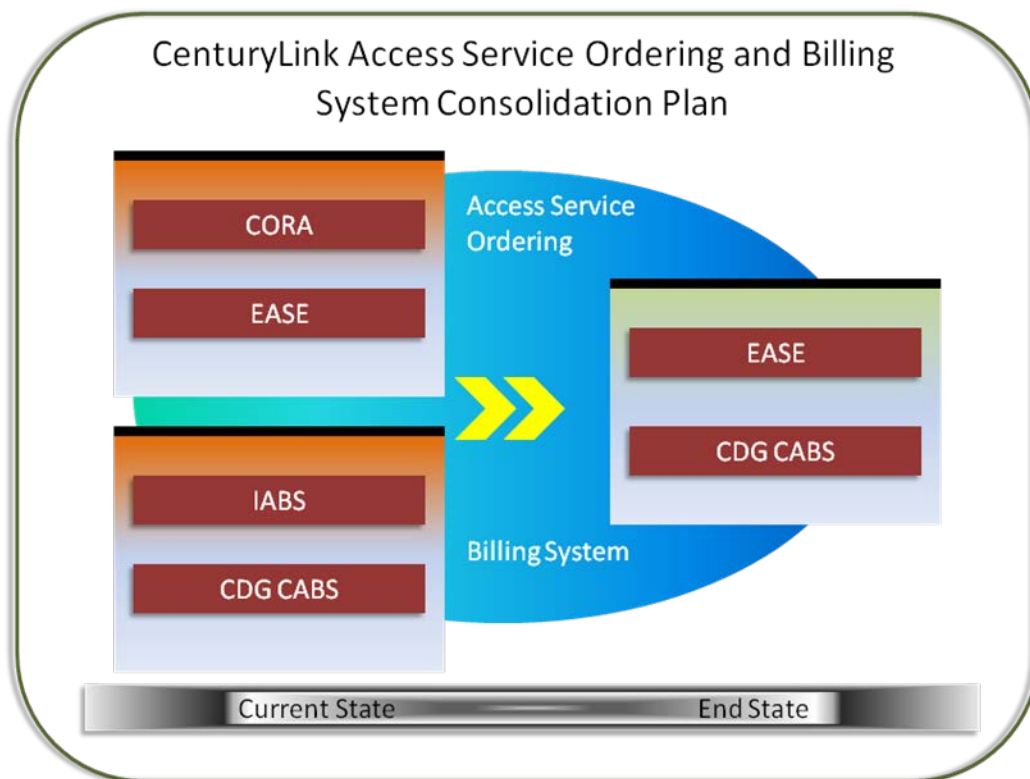 CenturyLink Access Service Ordering and Billing
System Consolidation Plan
CORA
EASE
Access Service
Ordering
IABS
CDG CABS
Billing System
EASE
CDG CABS
Current State
End State